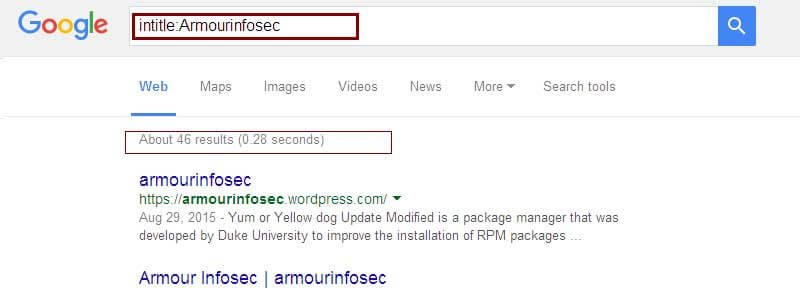 Google intitle:Armourinfosec
Web Maps Images Videos News More Search tools
About 46 results (0.28 seconds)
armourinfosec
https://armourinfosec.wordpress.com/
Aug 29, 2015 - Yum or Yellow dog Update Modified is a package manager that was
developed by Duke University to improve the installation of RPM packages ...
Armour Infosec | armourinfosec